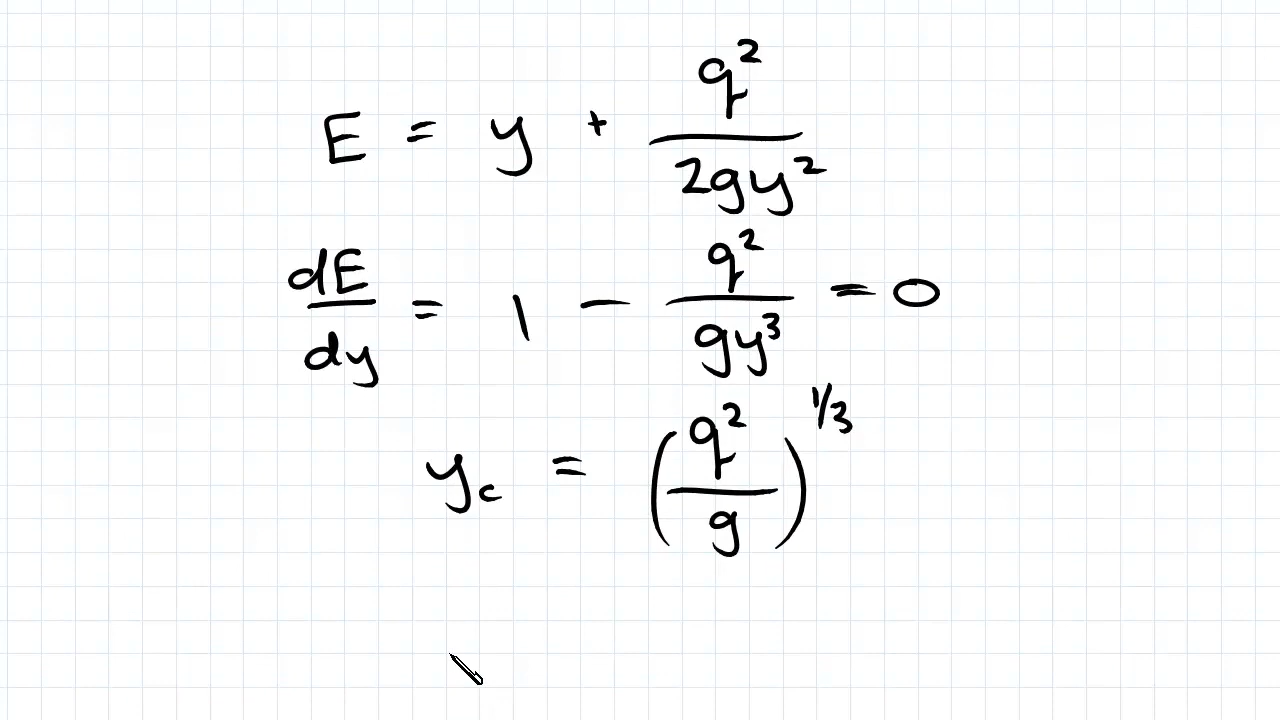 E = y + q²/2gy²
dE/dy = 1 − q²/gy³ = 0
y_c = (q²/g)^1/3